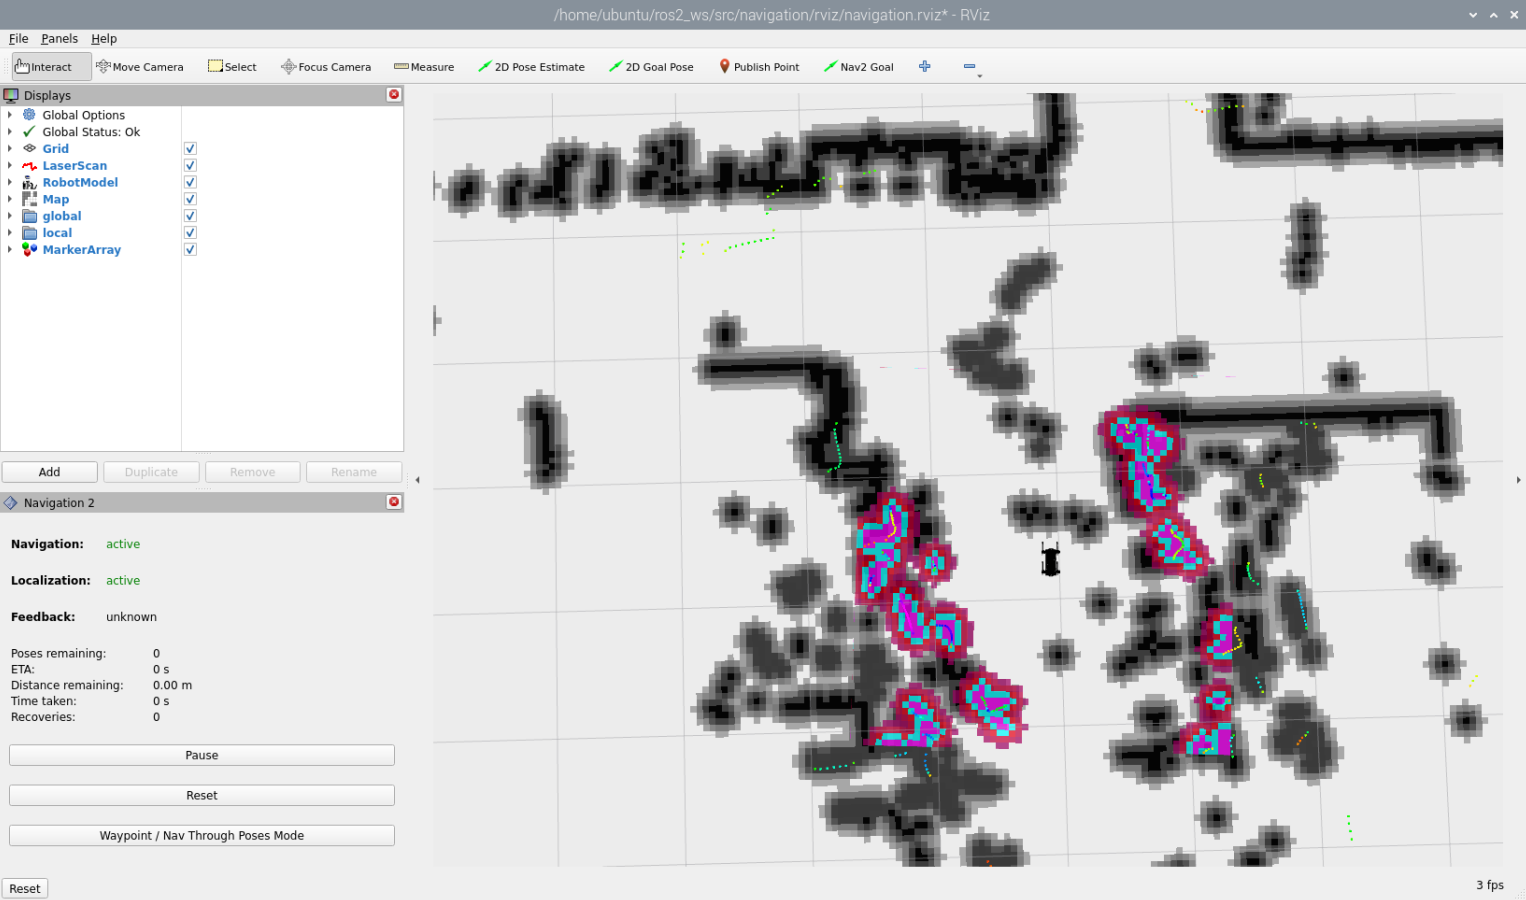 /home/ubuntu/ros2_ws/src/navigation/rviz/navigation.rviz* - RViz
File Panels Help
Interact Move Camera Select Focus Camera Measure 2D Pose Estimate 2D Goal Pose Publish Point Nav2 Goal
Displays
Global Options
Global Status: Ok
Grid
LaserScan
RobotModel
Map
global
local
MarkerArray
Add Duplicate Remove Rename
Navigation 2
Navigation: active
Localization: active
Feedback: unknown
Poses remaining: 0
ETA: 0 s
Distance remaining: 0.00 m
Time taken: 0 s
Recoveries: 0
Pause
Reset
Waypoint / Nav Through Poses Mode
Reset
3 fps